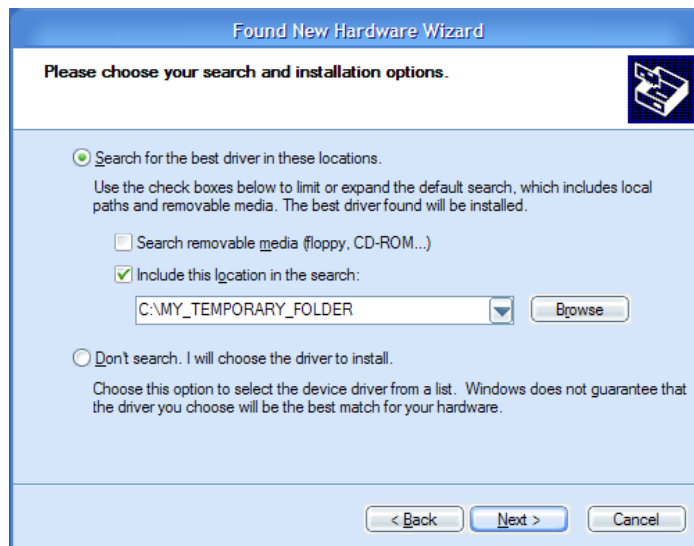 Found New Hardware Wizard
Please choose your search and installation options.
Search for the best driver in these locations.
Use the check boxes below to limit or expand the default search, which includes local
paths and removable media. The best driver found will be installed.
Search removable media (floppy, CD-ROM...)
Include this location in the search:
C:\MY_TEMPORARY_FOLDER
Browse
Don't search. I will choose the driver to install.
Choose this option to select the device driver from a list. Windows does not guarantee that
the driver you choose will be the best match for your hardware.
< Back
Next >
Cancel